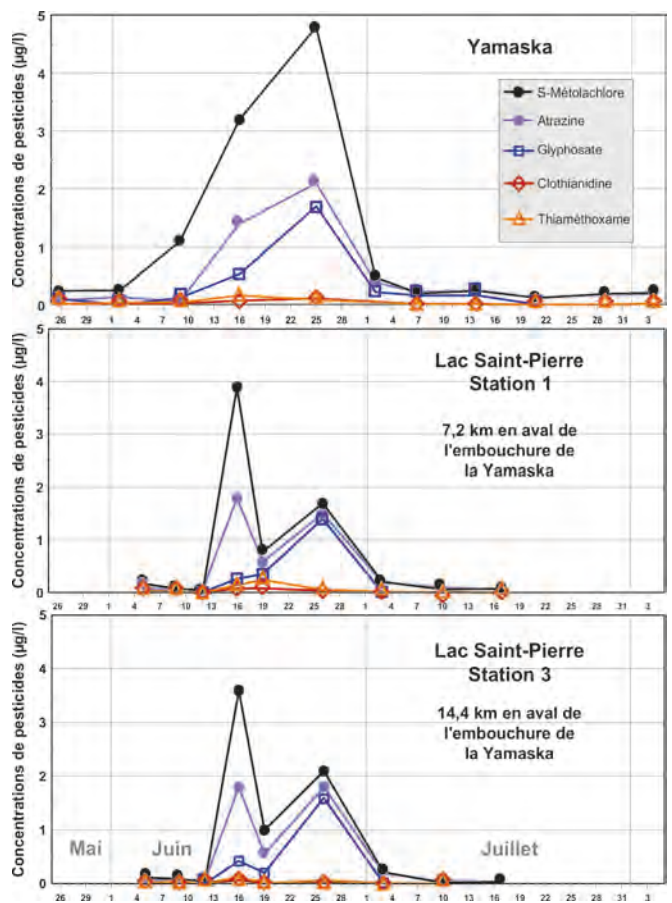 Yamaska
Concentrations de pesticides (µg/l)
5
4
3
2
1
0
S-Métolachlore
Atrazine
Glyphosate
Clothianidine
Thiaméthoxame
26 29 1 4 7 10 13 16 19 22 25 28 1 4 7 10 13 16 19 22 25 28 31 3
Lac Saint-Pierre
Station 1
7,2 km en aval de
l'embouchure de
la Yamaska
Concentrations de pesticides (µg/l)
5
4
3
2
1
0
26 29 1 4 7 10 13 16 19 22 25 28 1 4 7 10 13 16 19 22 25 28 31 3
Lac Saint-Pierre
Station 3
14,4 km en aval de
l'embouchure de
la Yamaska
Concentrations de pesticides (µg/l)
5
4
3
2
1
0
Mai Juin Juillet
26 29 1 4 7 10 13 16 19 22 25 28 1 4 7 10 13 16 19 22 25 28 31 3